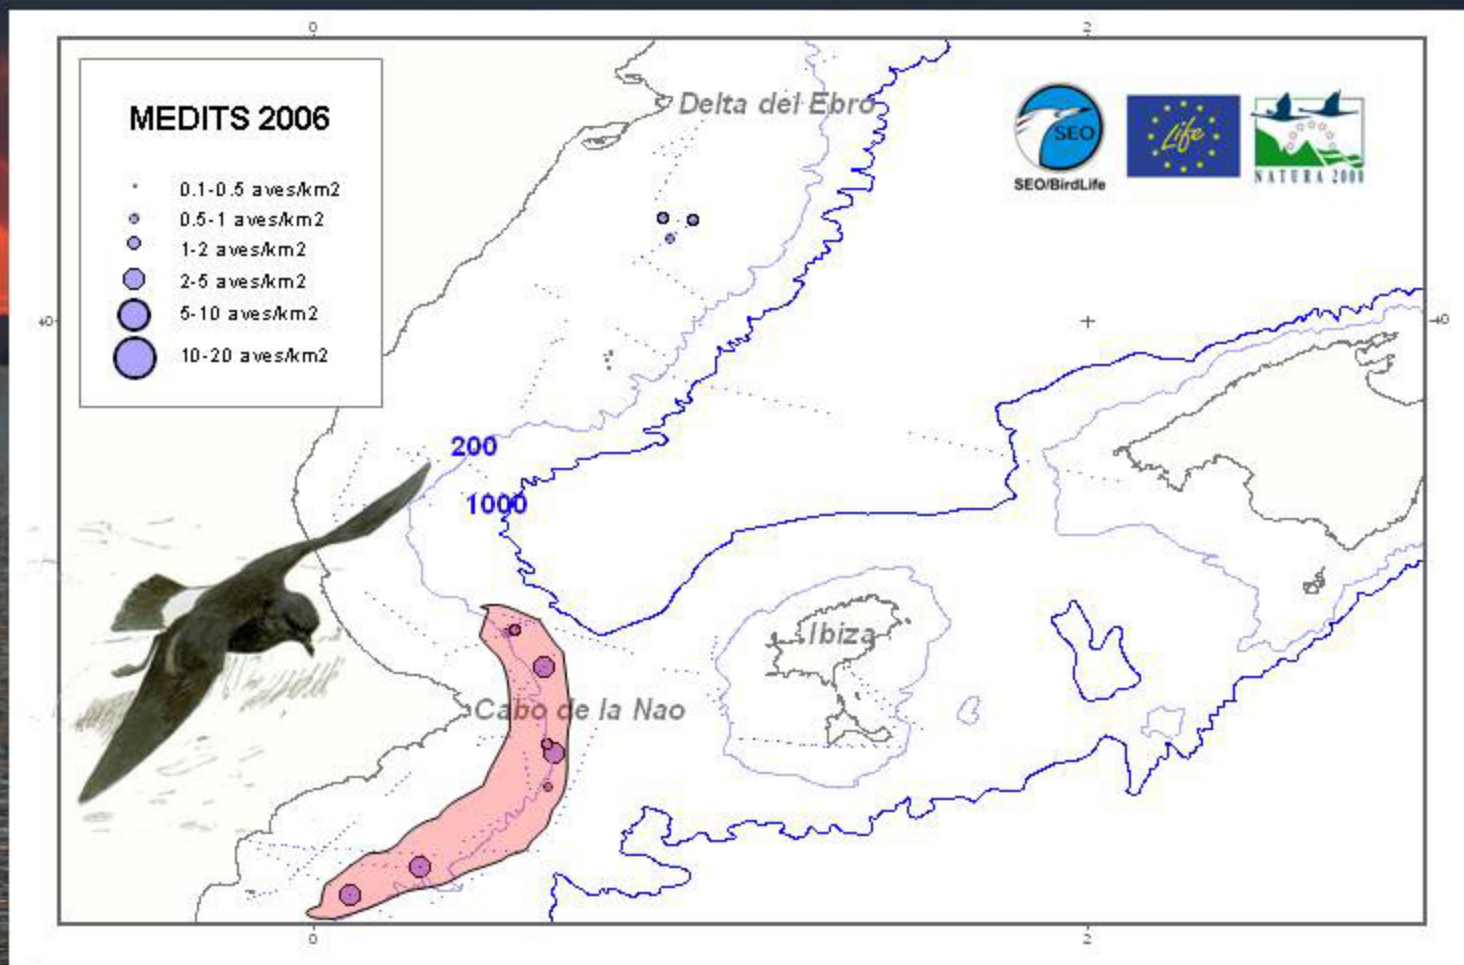 0
2
MEDITS 2006
0.1-0.5 aves/km2
0.5-1 aves/km2
1-2 aves/km2
2-5 aves/km2
5-10 aves/km2
10-20 aves/km2
Delta del Ebro
SEO
SEO/BirdLife
Life
NATURA 2000
40
40
200
1000
Ibiza
Cabo de la Nao
0
2